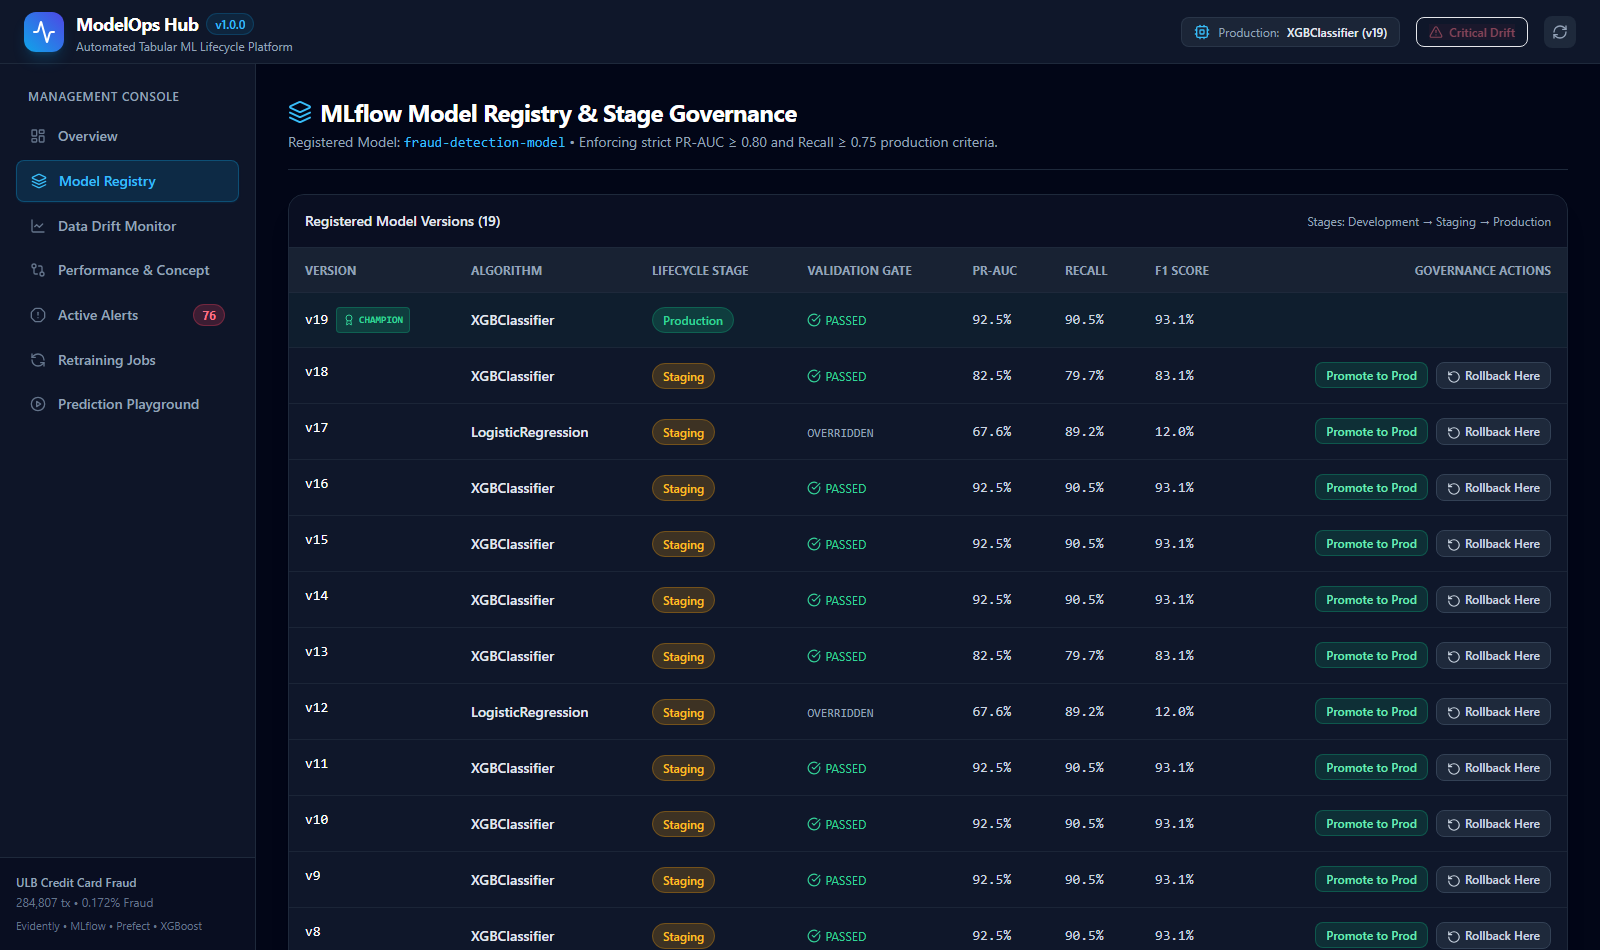 ModelOps Hub v1.0.0
Automated Tabular ML Lifecycle Platform
Production: XGBClassifier (v19)
Critical Drift
MANAGEMENT CONSOLE
Overview
Model Registry
Data Drift Monitor
Performance & Concept
Active Alerts 76
Retraining Jobs
Prediction Playground
ULB Credit Card Fraud
284,807 tx • 0.172% Fraud
Evidently • MLflow • Prefect • XGBoost
MLflow Model Registry & Stage Governance
Registered Model: fraud-detection-model • Enforcing strict PR-AUC ≥ 0.80 and Recall ≥ 0.75 production criteria.
Registered Model Versions (19)
Stages: Development → Staging → Production
VERSION ALGORITHM LIFECYCLE STAGE VALIDATION GATE PR-AUC RECALL F1 SCORE GOVERNANCE ACTIONS
v19 CHAMPION XGBClassifier Production PASSED 92.5% 90.5% 93.1%
v18 XGBClassifier Staging PASSED 82.5% 79.7% 83.1% Promote to Prod Rollback Here
v17 LogisticRegression Staging OVERRIDDEN 67.6% 89.2% 12.0% Promote to Prod Rollback Here
v16 XGBClassifier Staging PASSED 92.5% 90.5% 93.1% Promote to Prod Rollback Here
v15 XGBClassifier Staging PASSED 92.5% 90.5% 93.1% Promote to Prod Rollback Here
v14 XGBClassifier Staging PASSED 92.5% 90.5% 93.1% Promote to Prod Rollback Here
v13 XGBClassifier Staging PASSED 82.5% 79.7% 83.1% Promote to Prod Rollback Here
v12 LogisticRegression Staging OVERRIDDEN 67.6% 89.2% 12.0% Promote to Prod Rollback Here
v11 XGBClassifier Staging PASSED 92.5% 90.5% 93.1% Promote to Prod Rollback Here
v10 XGBClassifier Staging PASSED 92.5% 90.5% 93.1% Promote to Prod Rollback Here
v9 XGBClassifier Staging PASSED 92.5% 90.5% 93.1% Promote to Prod Rollback Here
v8 XGBClassifier Staging PASSED 92.5% 90.5% 93.1% Promote to Prod Rollback Here